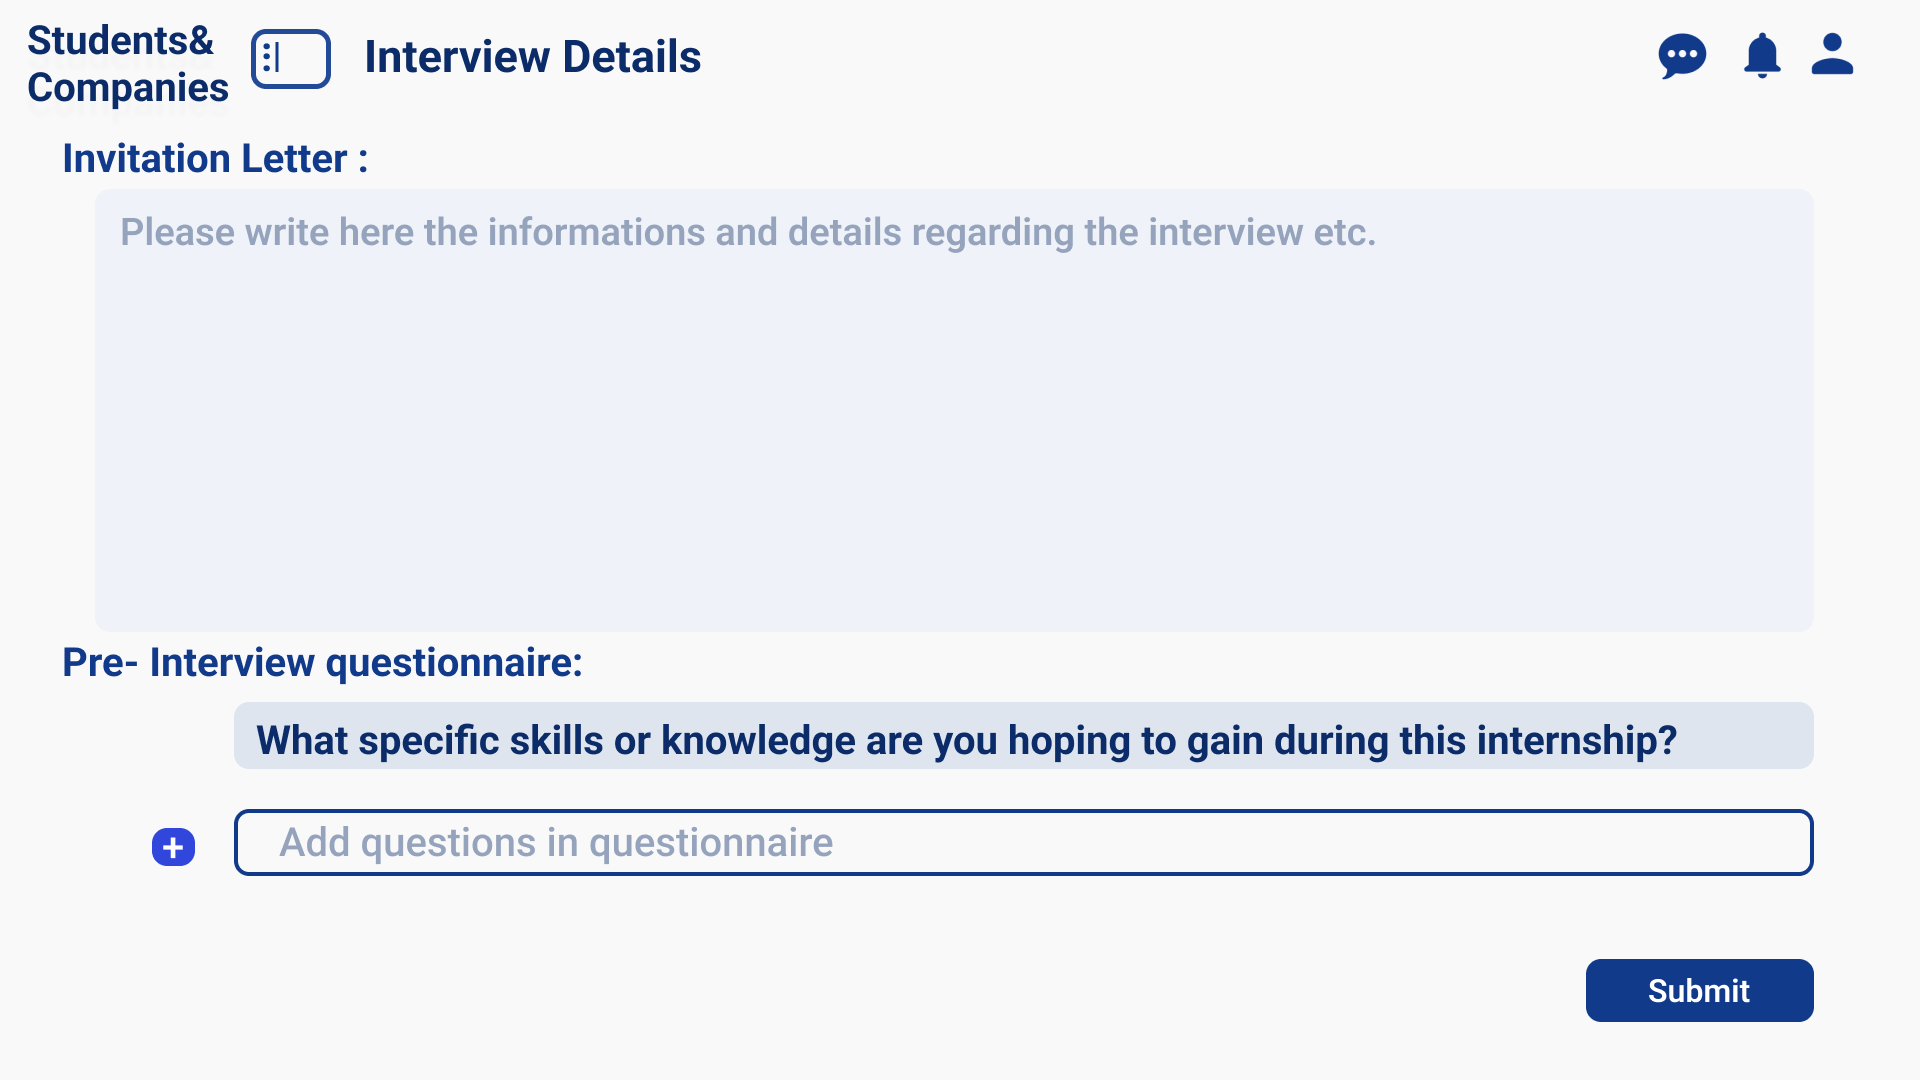 Students&
Companies
Interview Details
Invitation Letter :
Please write here the informations and details regarding the interview etc.
Pre- Interview questionnaire:
What specific skills or knowledge are you hoping to gain during this internship?
Add questions in questionnaire
Submit